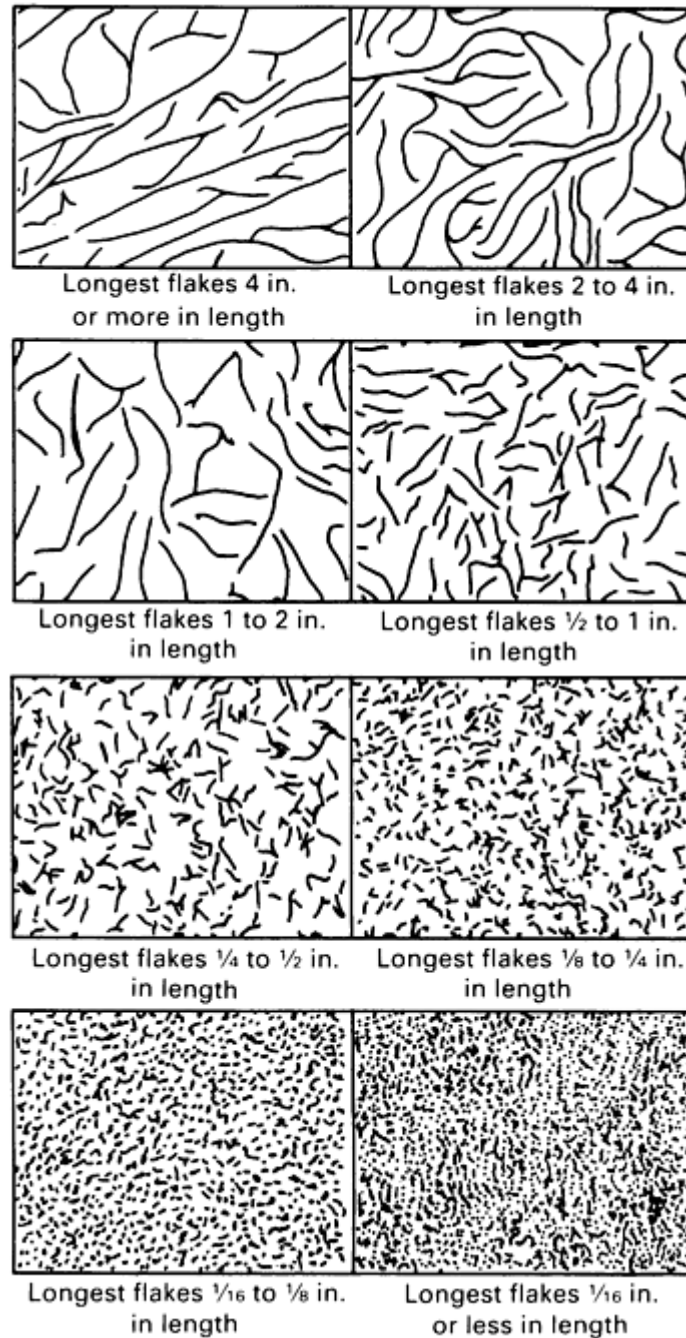 Longest flakes 4 in.
or more in length
Longest flakes 2 to 4 in.
in length
Longest flakes 1 to 2 in.
in length
Longest flakes ½ to 1 in.
in length
Longest flakes ¼ to ½ in.
in length
Longest flakes ⅛ to ¼ in.
in length
Longest flakes ¹⁄₁₆ to ⅛ in.
in length
Longest flakes ¹⁄₁₆ in.
or less in length